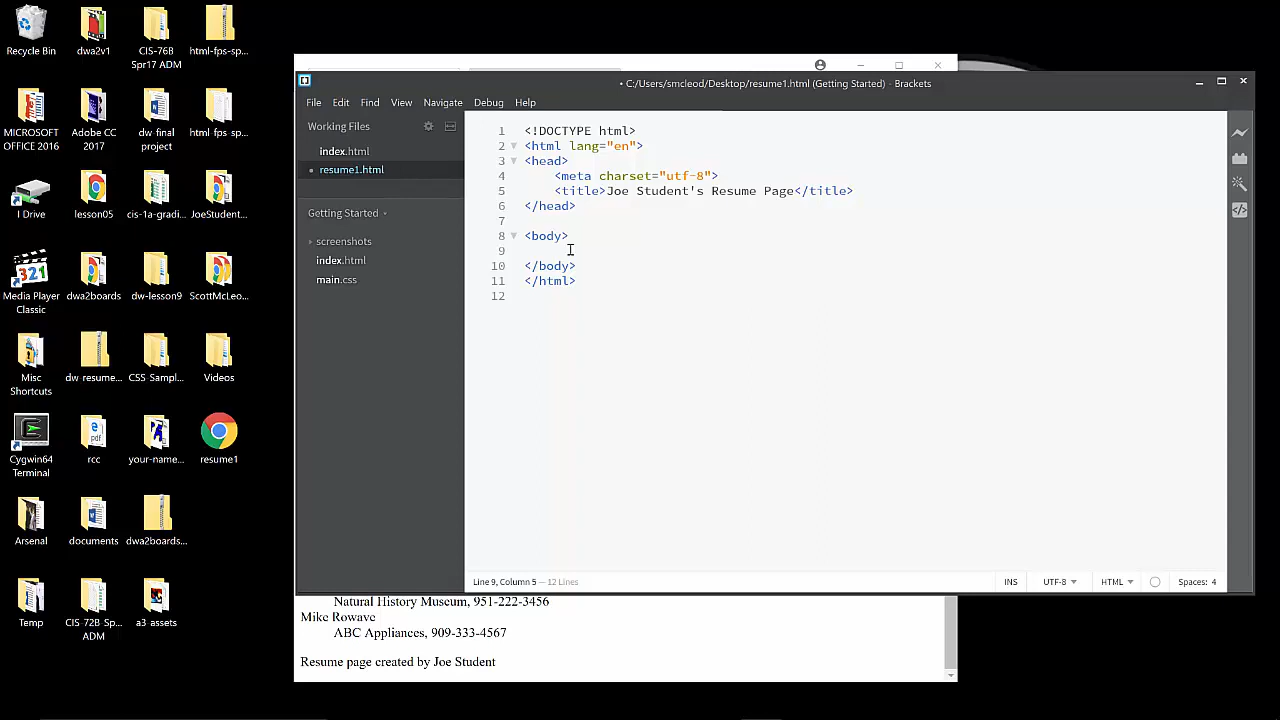 Recycle Bin
dwa2v1
CIS-76B
Spr17 ADM
html-fps-sp...
MICROSOFT
OFFICE 2016
Adobe CC
2017
dw-final
project
html-fps-sp...
I Drive
lesson05
cis-1a-gradi...
JoeStudent...
Media Player
Classic
dwa2boards
dw-lesson9
ScottMcLeo...
Misc
Shortcuts
dw-resume...
CSS-Sampl...
Videos
Cygwin64
Terminal
rcc
your-name...
resume1
Arsenal
documents
dwa2boards...
Temp
CIS-72B-Sp...
ADM
a3-assets
• C:/Users/smcleod/Desktop/resume1.html (Getting Started) - Brackets
File Edit Find View Navigate Debug Help
Working Files
index.html
• resume1.html
Getting Started
screenshots
index.html
main.css
1 <!DOCTYPE html>
2 <html lang="en">
3 <head>
4 <meta charset="utf-8">
5 <title>Joe Student's Resume Page</title>
6 </head>
7
8 <body>
9
10 </body>
11 </html>
12
Line 9, Column 5 — 12 Lines
INS UTF-8 HTML Spaces: 4
Natural History Museum, 951-222-3456
Mike Rowave
ABC Appliances, 909-333-4567
Resume page created by Joe Student